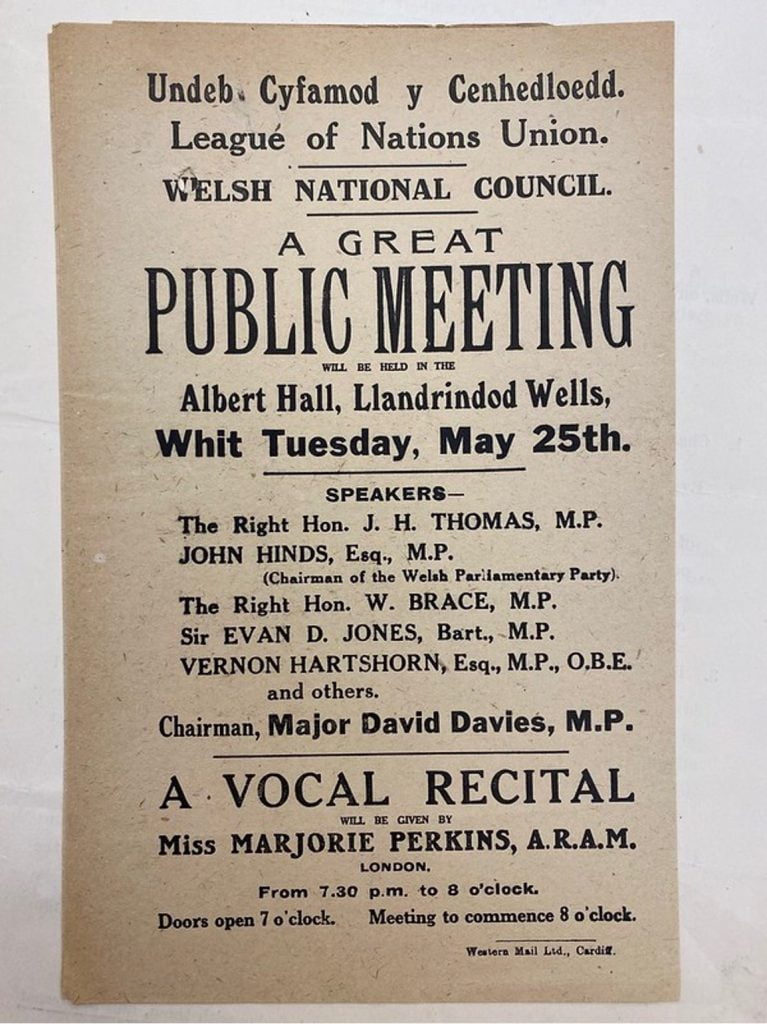 Undeb Cyfamod y Cenhedloedd.
League of Nations Union.
WELSH NATIONAL COUNCIL.
A GREAT
PUBLIC MEETING
WILL BE HELD IN THE
Albert Hall, Llandrindod Wells,
Whit Tuesday, May 25th.
SPEAKERS—
The Right Hon. J. H. THOMAS, M.P.
JOHN HINDS, Esq., M.P.
(Chairman of the Welsh Parliamentary Party).
The Right Hon. W. BRACE, M.P.
Sir EVAN D. JONES, Bart., M.P.
VERNON HARTSHORN, Esq., M.P., O.B.E.
and others.
Chairman, Major David Davies, M.P.
A VOCAL RECITAL
WILL BE GIVEN BY
Miss MARJORIE PERKINS, A.R.A.M.
LONDON,
From 7.30 p.m. to 8 o'clock.
Doors open 7 o'clock. Meeting to commence 8 o'clock.
Western Mail Ltd., Cardiff.